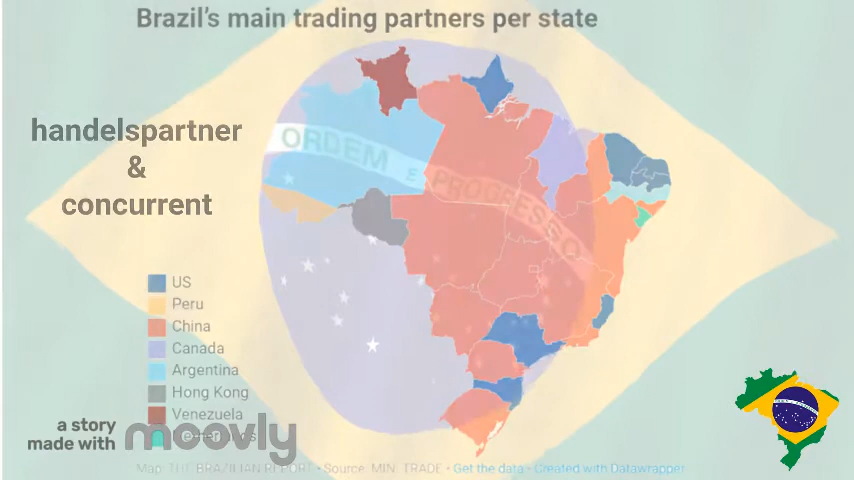 Brazil's main trading partners per state
handelspartner
&
concurrent
ORDEM E PROGRESSO
US
Peru
China
Canada
Argentina
Hong Kong
Venezuela
Netherlands
a story
made with moovly
Map: THE BRAZILIAN REPORT • Source: MIN. TRADE • Get the data • Created with Datawrapper